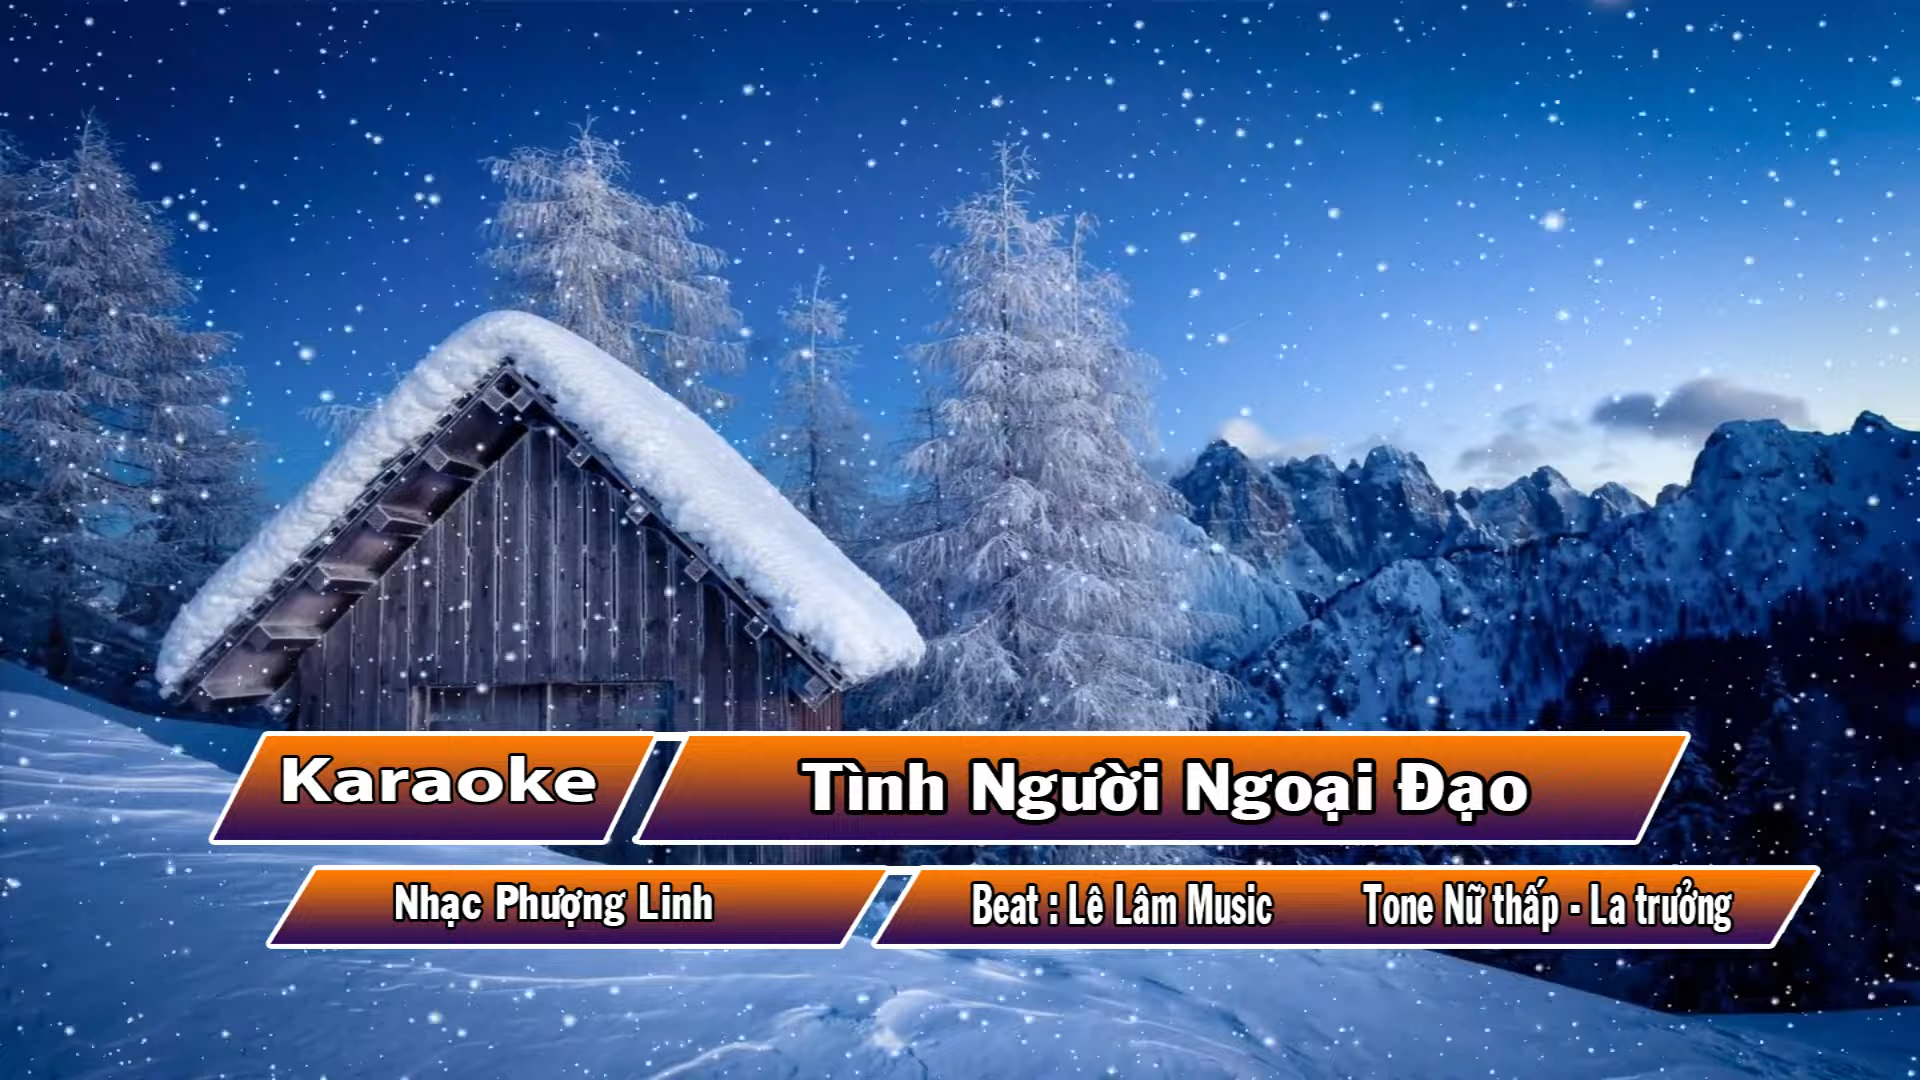 Karaoke Tình Người Ngoại Đạo
Nhạc Phượng Linh Beat : Lê Lâm Music Tone Nữ thấp - La trưởng